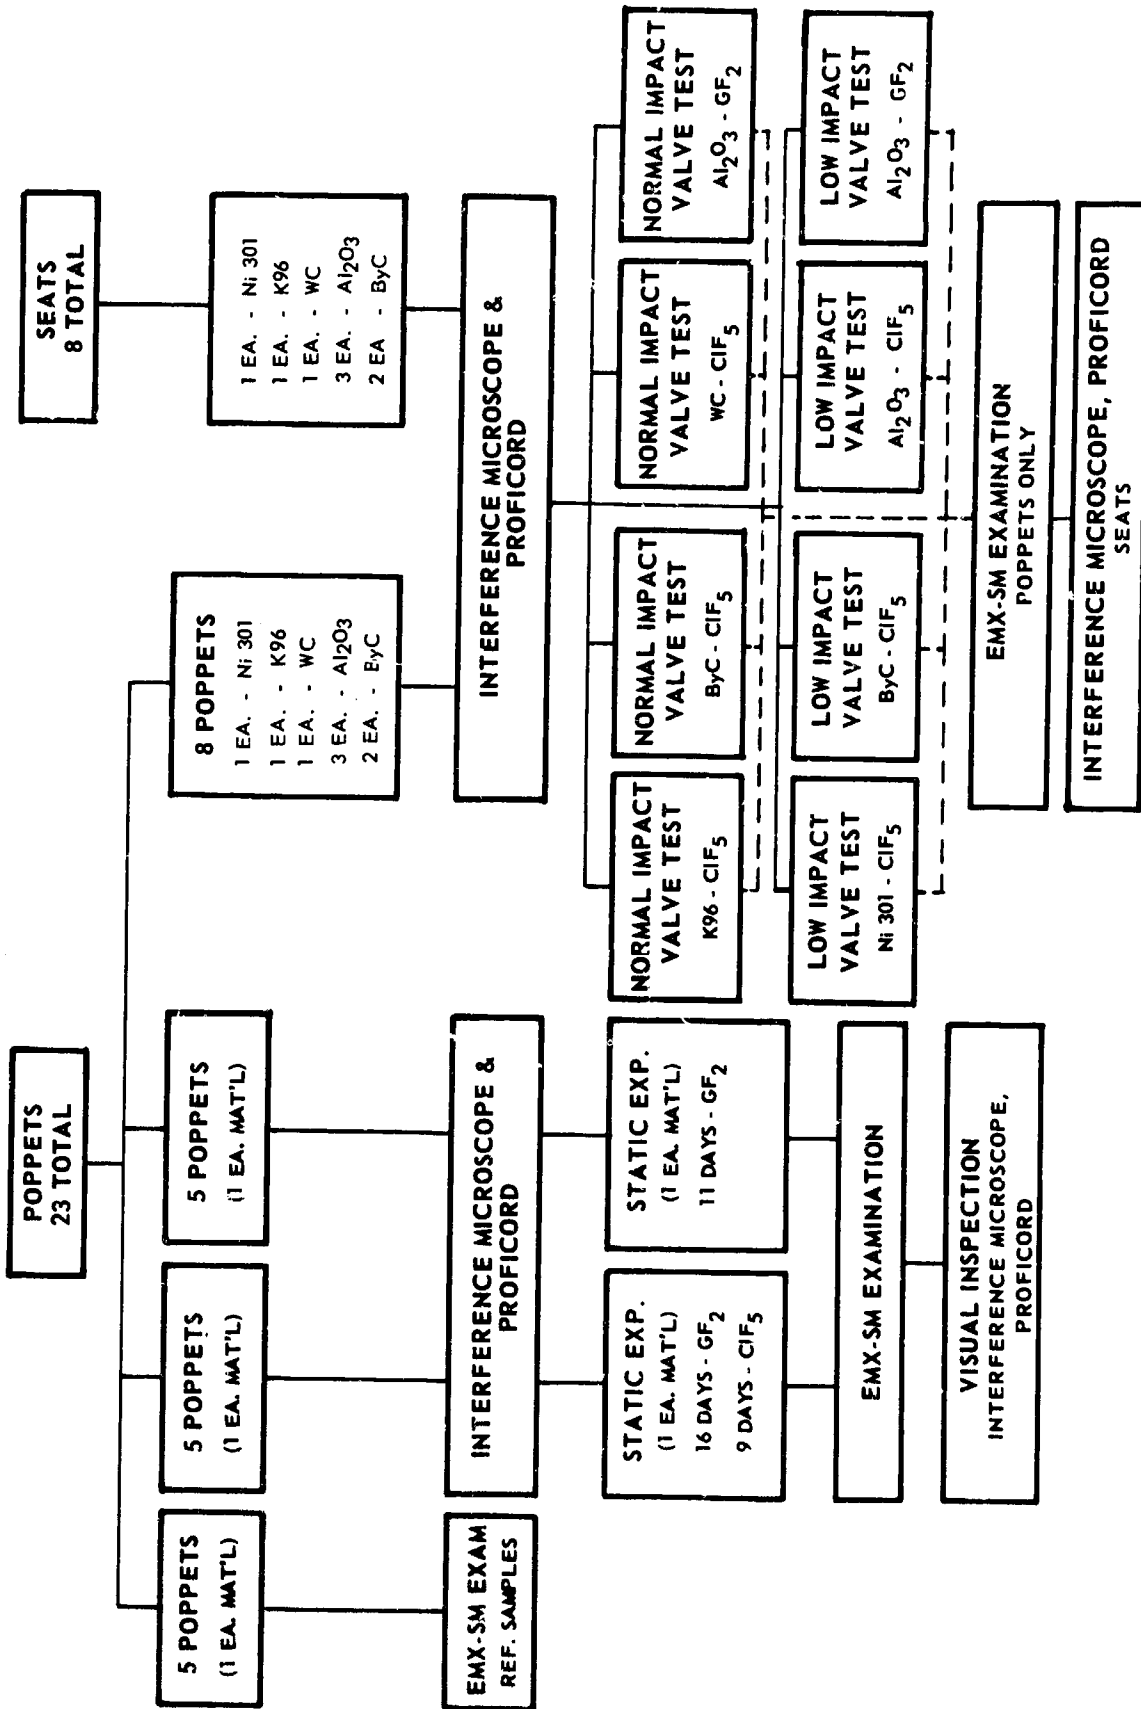 POPPETS
23 TOTAL
SEATS
8 TOTAL
5 POPPETS
(1 EA. MAT'L)
5 POPPETS
(1 EA. MAT'L)
5 POPPETS
(1 EA. MAT'L)
8 POPPETS
1 EA. - Ni 301
1 EA. - K96
1 EA. - WC
3 EA. - Al2O3
2 EA. - ByC
1 EA. - Ni 301
1 EA. - K96
1 EA. - WC
3 EA. - Al2O3
2 EA - ByC
EMX-SM EXAM
REF. SAMPLES
INTERFERENCE MICROSCOPE &
PROFICORD
INTERFERENCE MICROSCOPE &
PROFICORD
STATIC EXP.
(1 EA. MAT'L)
16 DAYS - GF2
9 DAYS - ClF5
STATIC EXP.
(1 EA. MAT'L)
11 DAYS - GF2
NORMAL IMPACT
VALVE TEST
K96 - ClF5
NORMAL IMPACT
VALVE TEST
ByC - ClF5
NORMAL IMPACT
VALVE TEST
WC - ClF5
NORMAL IMPACT
VALVE TEST
Al2O3 - GF2
LOW IMPACT
VALVE TEST
Ni 301 - ClF5
LOW IMPACT
VALVE TEST
ByC - ClF5
LOW IMPACT
VALVE TEST
Al2O3 - ClF5
LOW IMPACT
VALVE TEST
Al2O3 - GF2
EMX-SM EXAMINATION
VISUAL INSPECTION
INTERFERENCE MICROSCOPE,
PROFICORD
EMX-SM EXAMINATION
POPPETS ONLY
INTERFERENCE MICROSCOPE, PROFICORD
SEATS